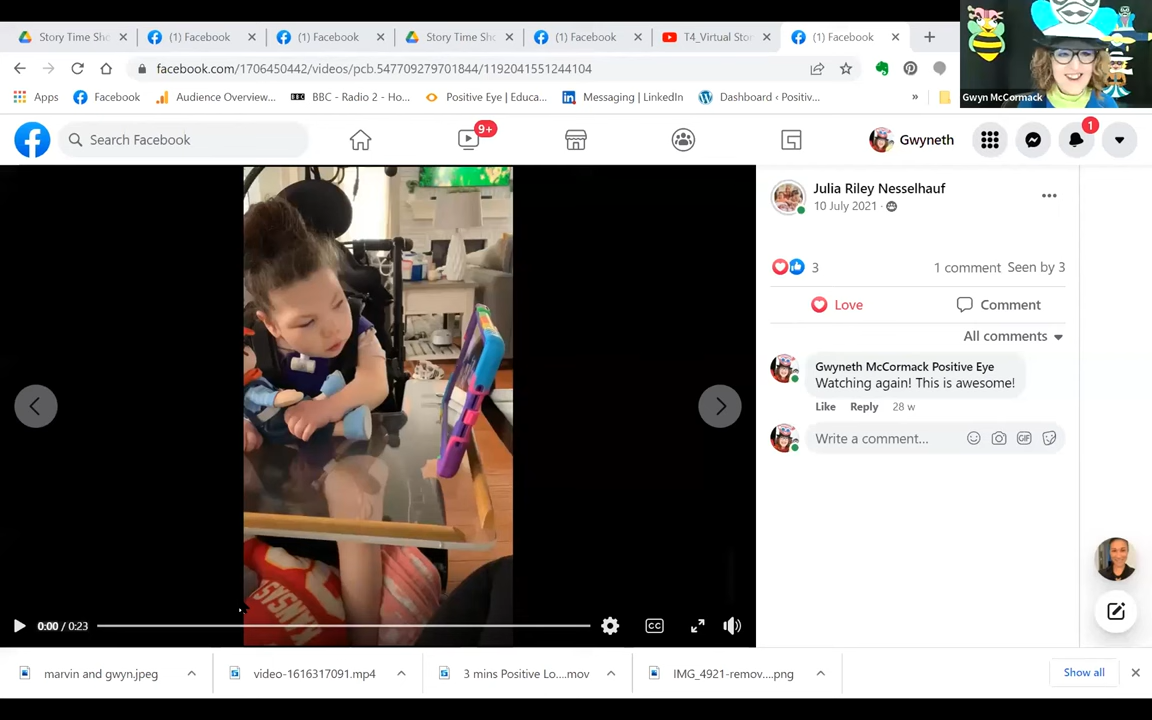 Story Time Sho
(1) Facebook
(1) Facebook
Story Time Sho
(1) Facebook
T4_Virtual Stor
(1) Facebook
Gwyn McCormack
facebook.com/1706450442/videos/pcb.547709279701844/1192041551244104
Apps
Facebook
Audience Overview...
BBC - Radio 2 - Ho...
Positive Eye | Educa...
Messaging | LinkedIn
Dashboard ‹ Positiv...
»
Search Facebook
9+
Gwyneth
1
Julia Riley Nesselhauf
10 July 2021 ·
3
1 comment Seen by 3
Love
Comment
All comments
Gwyneth McCormack Positive Eye
Watching again! This is awesome!
Like Reply 28 w
Write a comment...
GIF
0:00 / 0:23
CC
marvin and gwyn.jpeg
video-1616317091.mp4
3 mins Positive Lo....mov
IMG_4921-remov....png
Show all